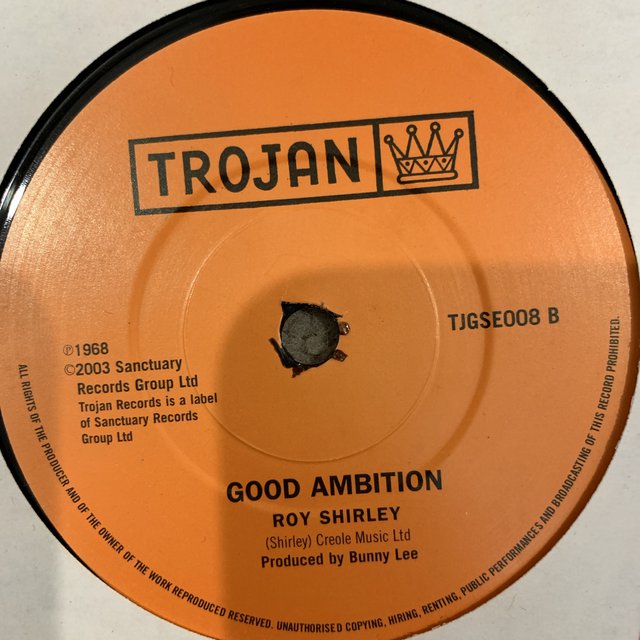 TROJAN
TJGSE008 B
℗1968
©2003 Sanctuary
Records Group Ltd
Trojan Records is a label
of Sanctuary Records
Group Ltd
GOOD AMBITION
ROY SHIRLEY
(Shirley) Creole Music Ltd
Produced by Bunny Lee
ALL RIGHTS OF THE PRODUCER AND OF THE OWNER OF THE WORK REPRODUCED RESERVED. UNAUTHORISED COPYING, HIRING, RENTING, PUBLIC PERFORMANCES AND BROADCASTING OF THIS RECORD PROHIBITED.